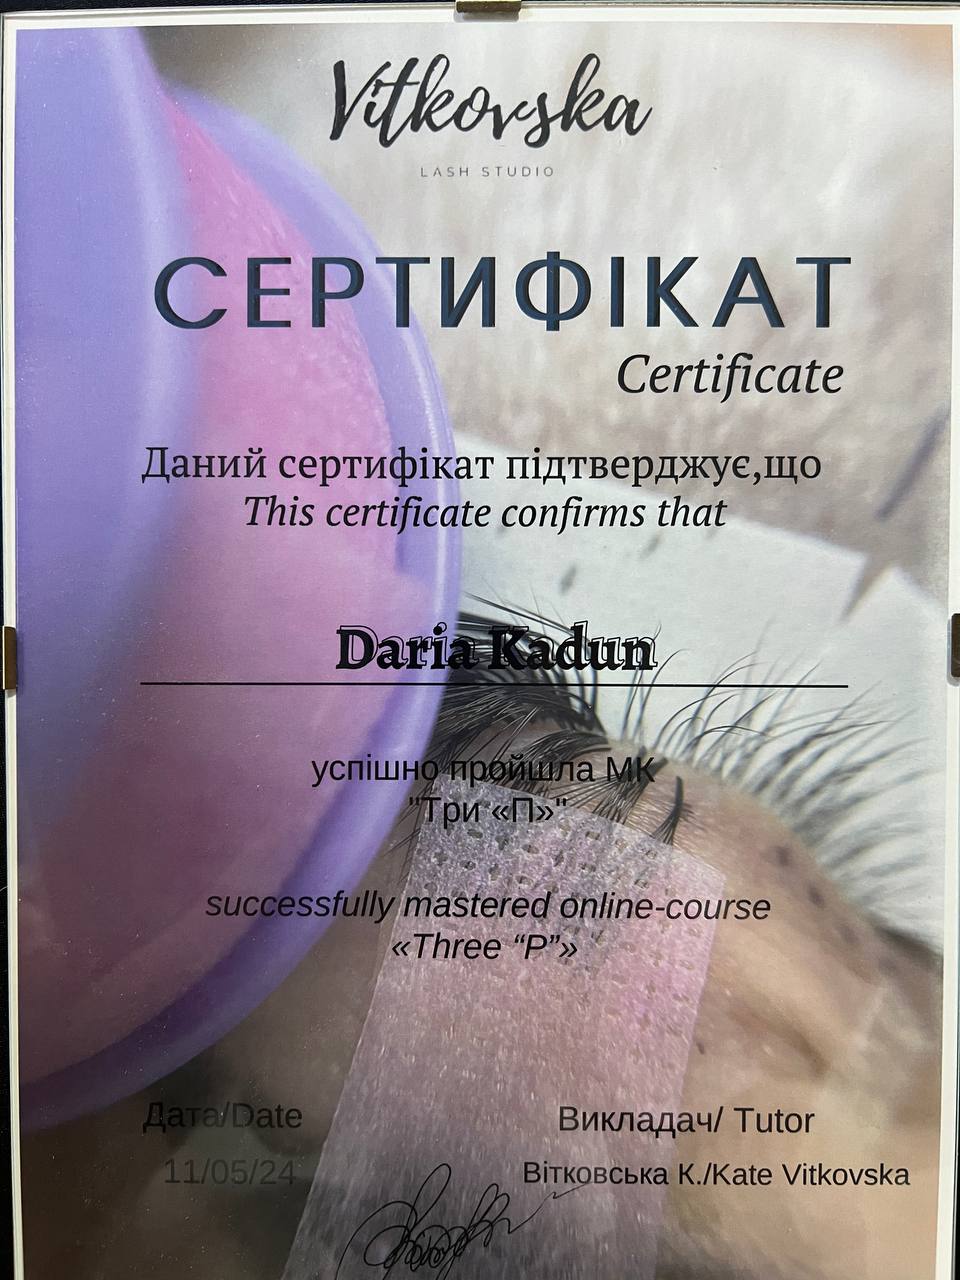 Vitkovska
LASH STUDIO
СЕРТИФІКАТ
Certificate
Даний сертифікат підтверджує,що
This certificate confirms that
Daria Kadun
успішно пройшла МК
"Три «П»"
successfully mastered online-course
«Three “P”»
Дата/Date
Викладач/ Tutor
11/05/24
Вітковська К./Kate Vitkovska